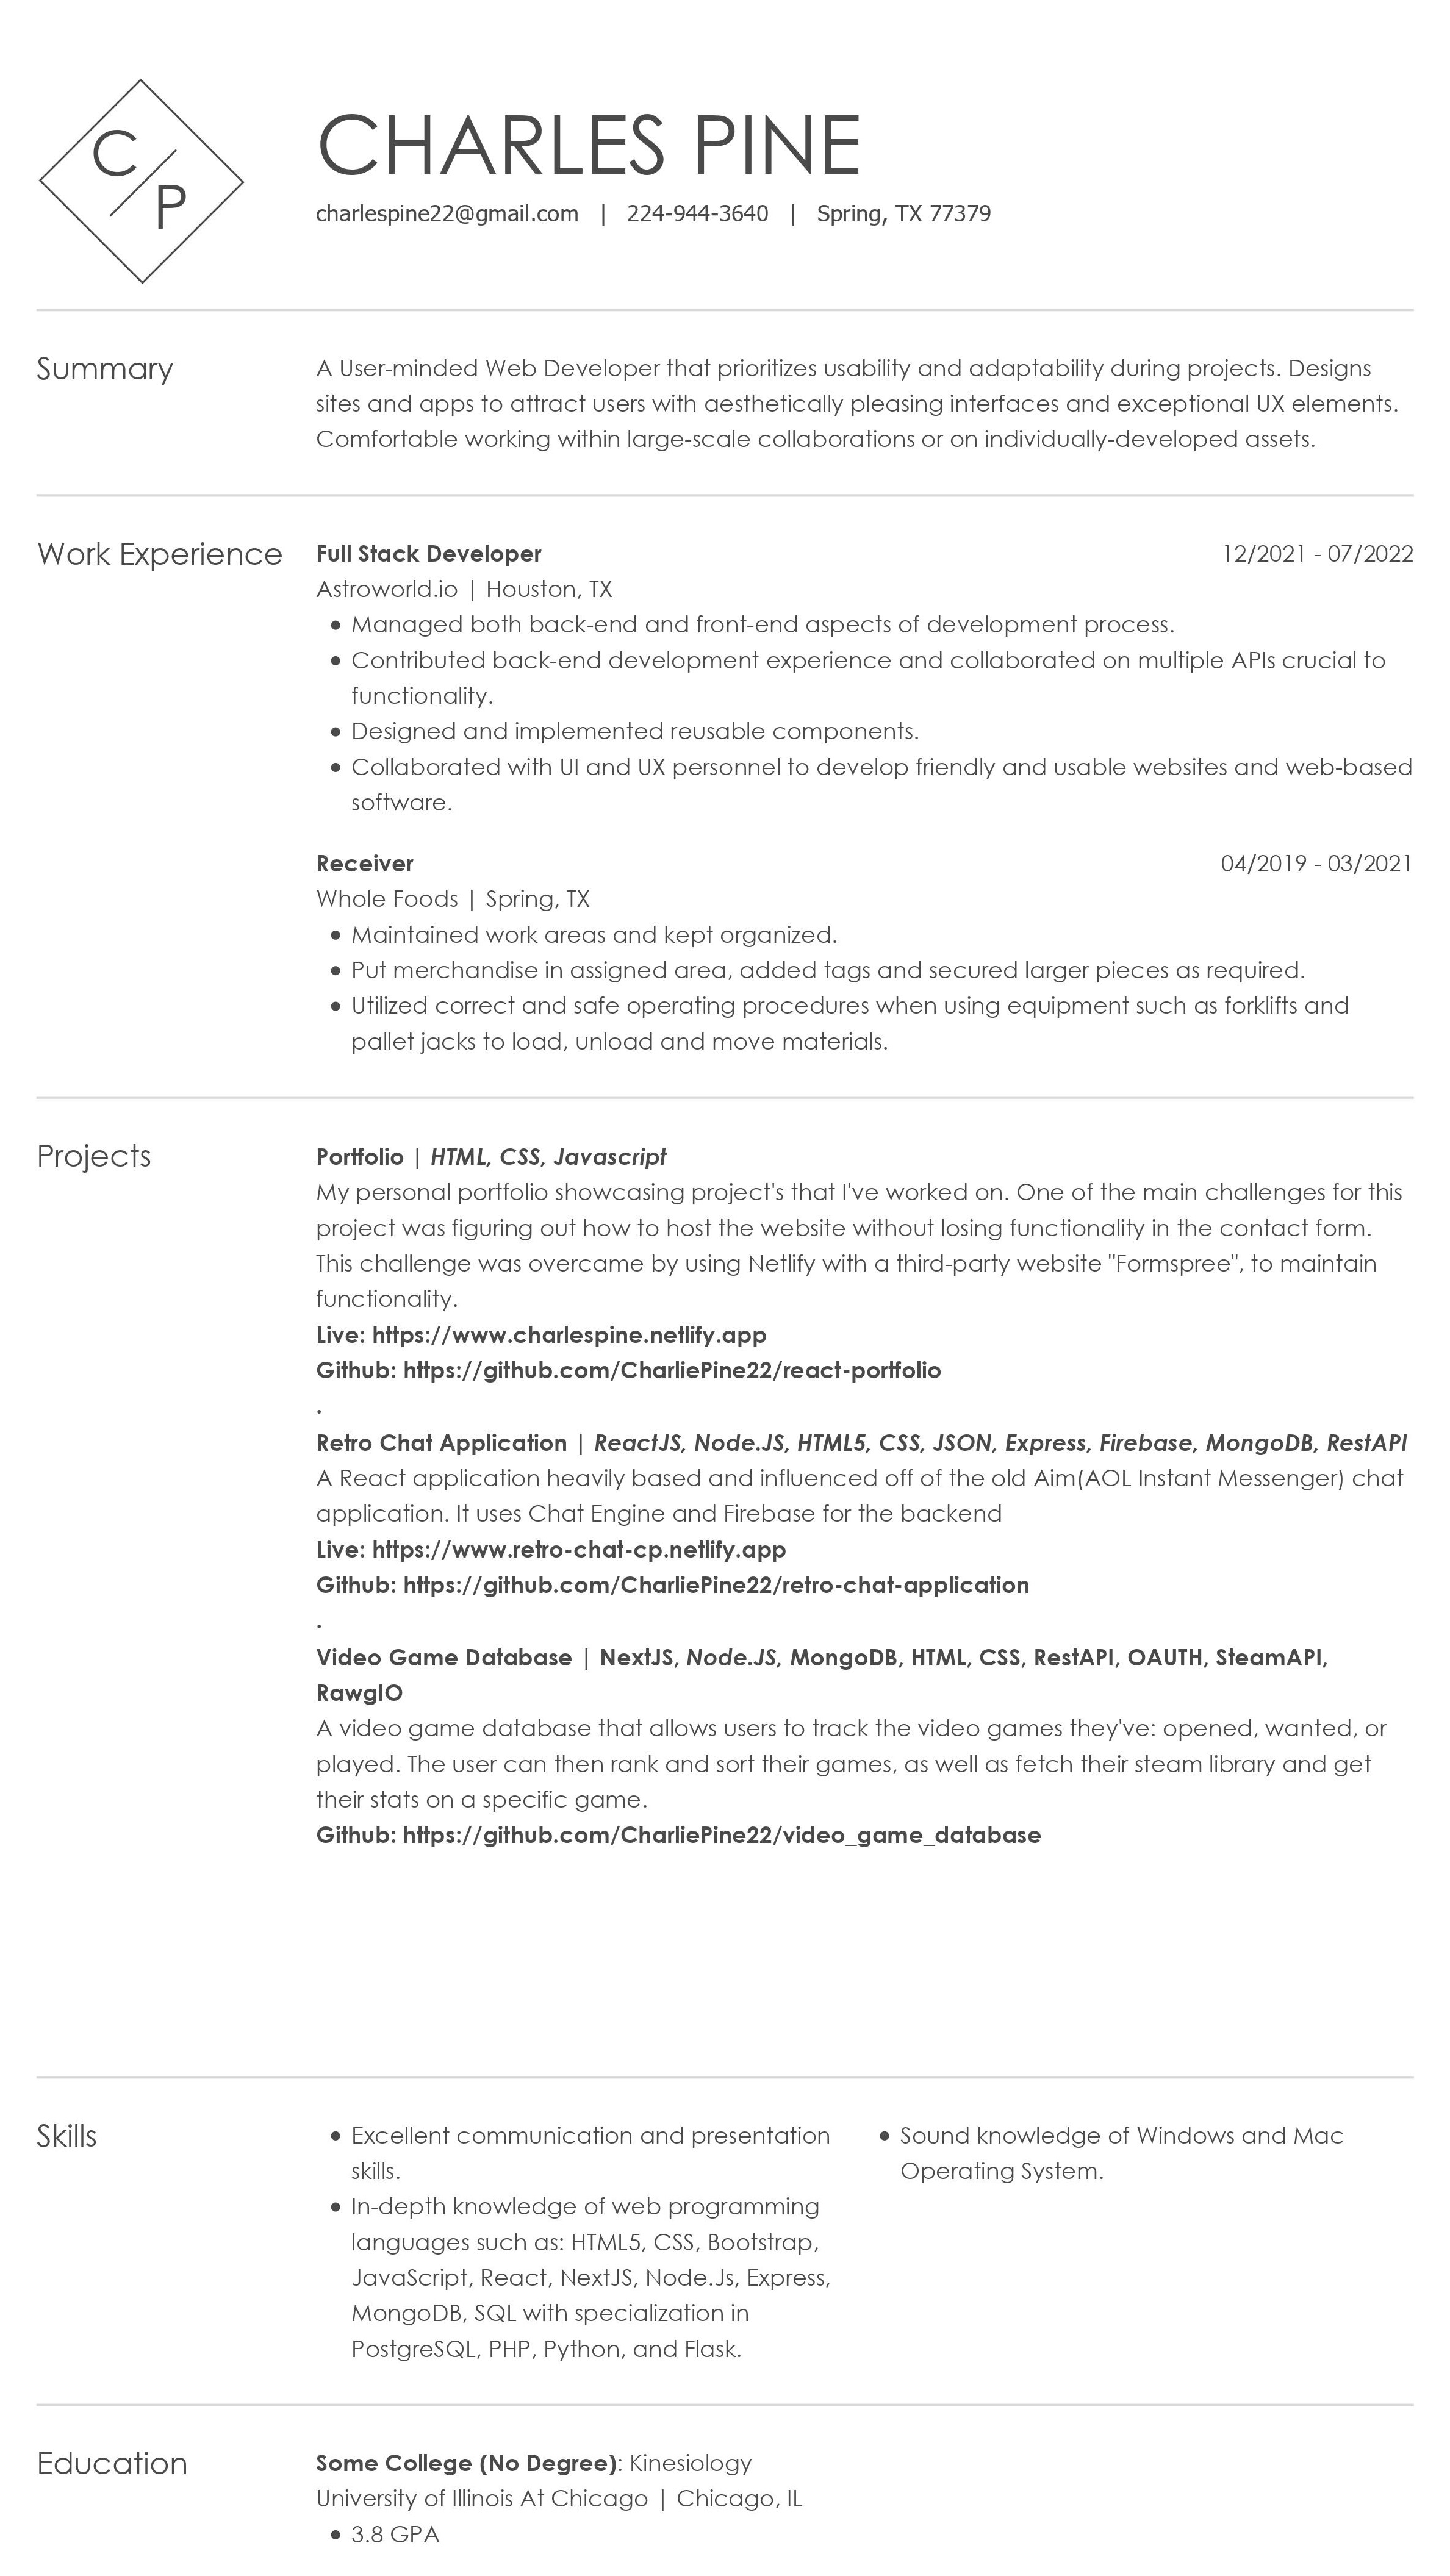 C
P
CHARLES PINE
charlespine22@gmail.com | 224-944-3640 | Spring, TX 77379
Summary
A User-minded Web Developer that prioritizes usability and adaptability during projects. Designs
sites and apps to attract users with aesthetically pleasing interfaces and exceptional UX elements.
Comfortable working within large-scale collaborations or on individually-developed assets.
Work Experience
Full Stack Developer 12/2021 - 07/2022
Astroworld.io | Houston, TX
• Managed both back-end and front-end aspects of development process.
• Contributed back-end development experience and collaborated on multiple APIs crucial to
functionality.
• Designed and implemented reusable components.
• Collaborated with UI and UX personnel to develop friendly and usable websites and web-based
software.
Receiver 04/2019 - 03/2021
Whole Foods | Spring, TX
• Maintained work areas and kept organized.
• Put merchandise in assigned area, added tags and secured larger pieces as required.
• Utilized correct and safe operating procedures when using equipment such as forklifts and
pallet jacks to load, unload and move materials.
Projects
Portfolio | HTML, CSS, Javascript
My personal portfolio showcasing project's that I've worked on. One of the main challenges for this
project was figuring out how to host the website without losing functionality in the contact form.
This challenge was overcame by using Netlify with a third-party website "Formspree", to maintain
functionality.
Live: https://www.charlespine.netlify.app
Github: https://github.com/CharliePine22/react-portfolio
.
Retro Chat Application | ReactJS, Node.JS, HTML5, CSS, JSON, Express, Firebase, MongoDB, RestAPI
A React application heavily based and influenced off of the old Aim(AOL Instant Messenger) chat
application. It uses Chat Engine and Firebase for the backend
Live: https://www.retro-chat-cp.netlify.app
Github: https://github.com/CharliePine22/retro-chat-application
.
Video Game Database | NextJS, Node.JS, MongoDB, HTML, CSS, RestAPI, OAUTH, SteamAPI,
RawgIO
A video game database that allows users to track the video games they've: opened, wanted, or
played. The user can then rank and sort their games, as well as fetch their steam library and get
their stats on a specific game.
Github: https://github.com/CharliePine22/video_game_database
Skills
• Excellent communication and presentation
skills.
• In-depth knowledge of web programming
languages such as: HTML5, CSS, Bootstrap,
JavaScript, React, NextJS, Node.Js, Express,
MongoDB, SQL with specialization in
PostgreSQL, PHP, Python, and Flask.
• Sound knowledge of Windows and Mac
Operating System.
Education
Some College (No Degree): Kinesiology
University of Illinois At Chicago | Chicago, IL
• 3.8 GPA